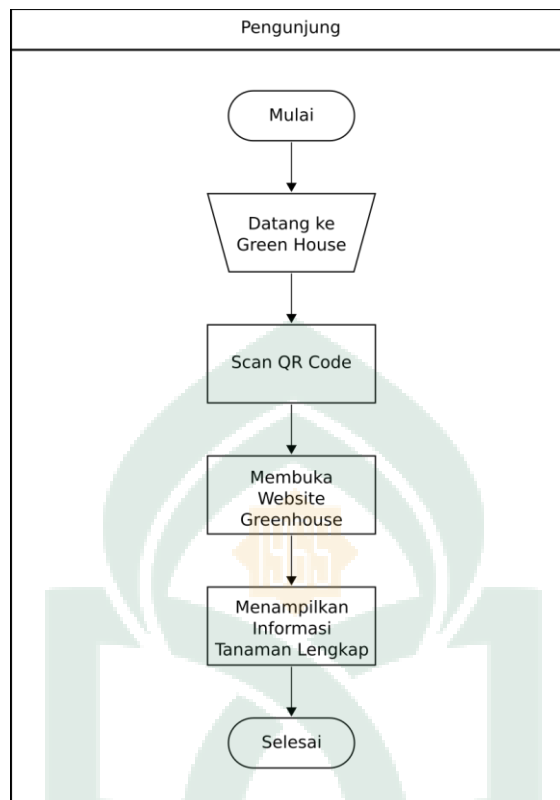 Pengunjung
Mulai
Datang ke
Green House
Scan QR Code
Membuka
Website
Greenhouse
Menampilkan
Informasi
Tanaman Lengkap
Selesai